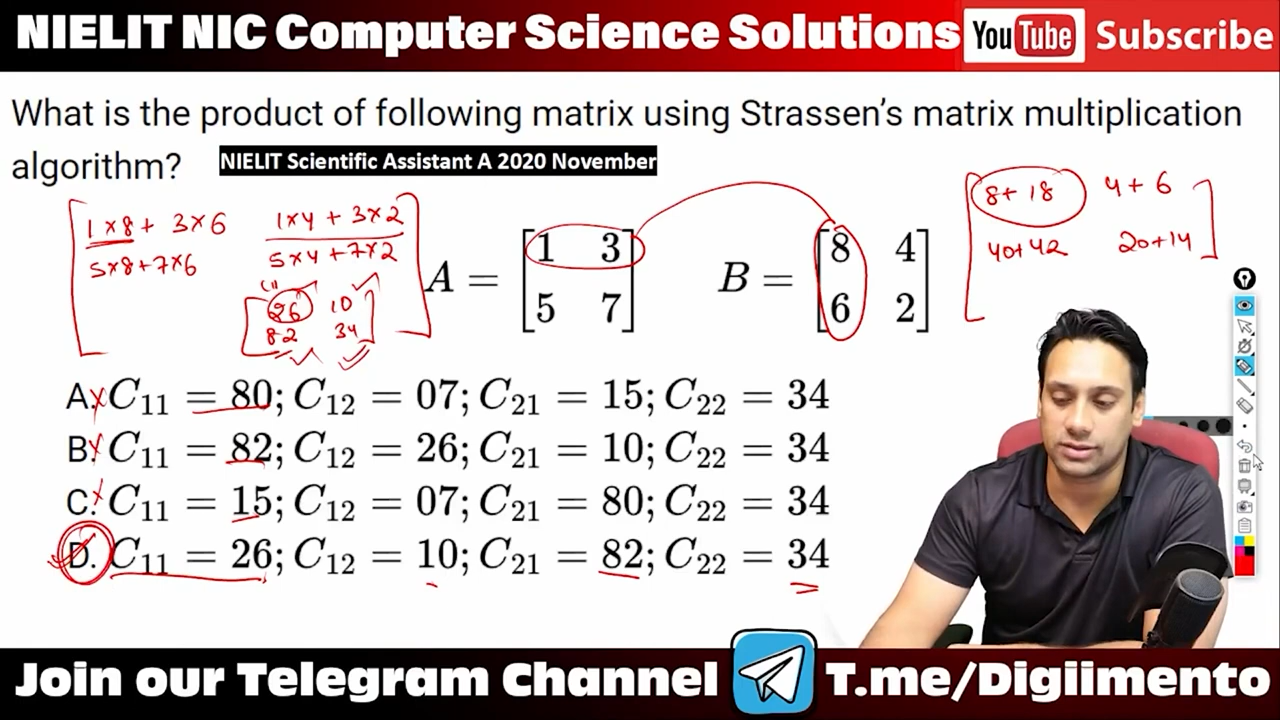 NIELIT NIC Computer Science Solutions YouTube Subscribe
What is the product of following matrix using Strassen’s matrix multiplication
algorithm? NIELIT Scientific Assistant A 2020 November
1×8+ 3×6 1×4 + 3×2
5×8+7×6 5×4+7×2
26 10
82 34
A = [1 3
5 7]
B = [8 4
6 2]
8+18 4+6
40+42 20+14
A. C11 = 80; C12 = 07; C21 = 15; C22 = 34
B. C11 = 82; C12 = 26; C21 = 10; C22 = 34
C. C11 = 15; C12 = 07; C21 = 80; C22 = 34
D. C11 = 26; C12 = 10; C21 = 82; C22 = 34
Join our Telegram Channel T.me/Digiimento